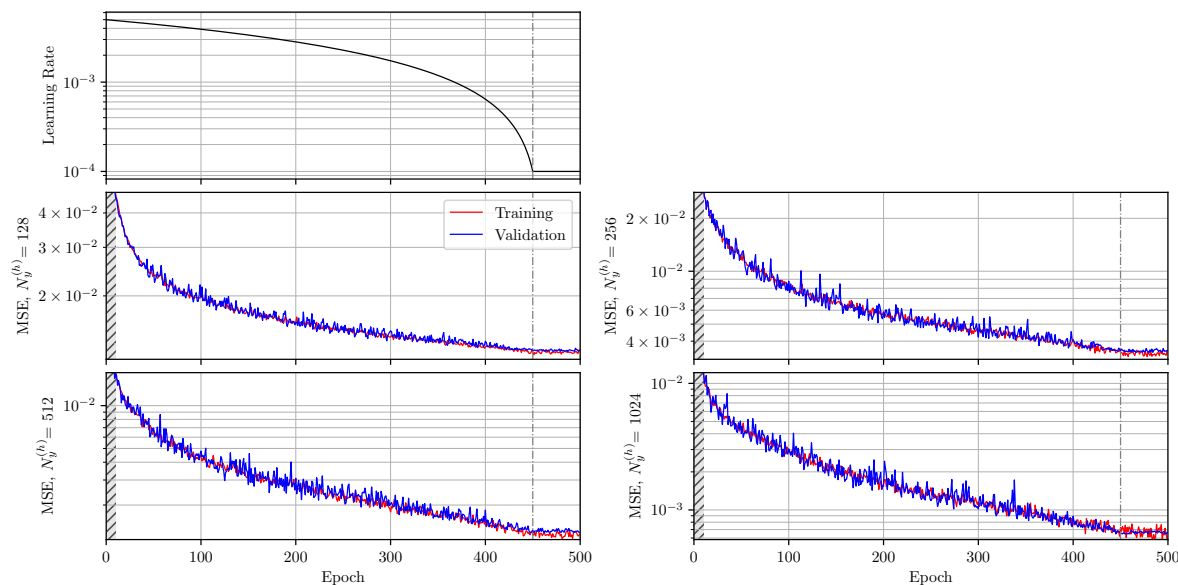 Learning Rate
10⁻³
10⁻⁴
MSE, N_y^(h) = 128
4 × 10⁻²
3 × 10⁻²
2 × 10⁻²
Training
Validation
MSE, N_y^(h) = 256
2 × 10⁻²
10⁻²
6 × 10⁻³
4 × 10⁻³
MSE, N_y^(h) = 512
10⁻²
0 100 200 300 400 500
Epoch
MSE, N_y^(h) = 1024
10⁻²
10⁻³
0 100 200 300 400 500
Epoch